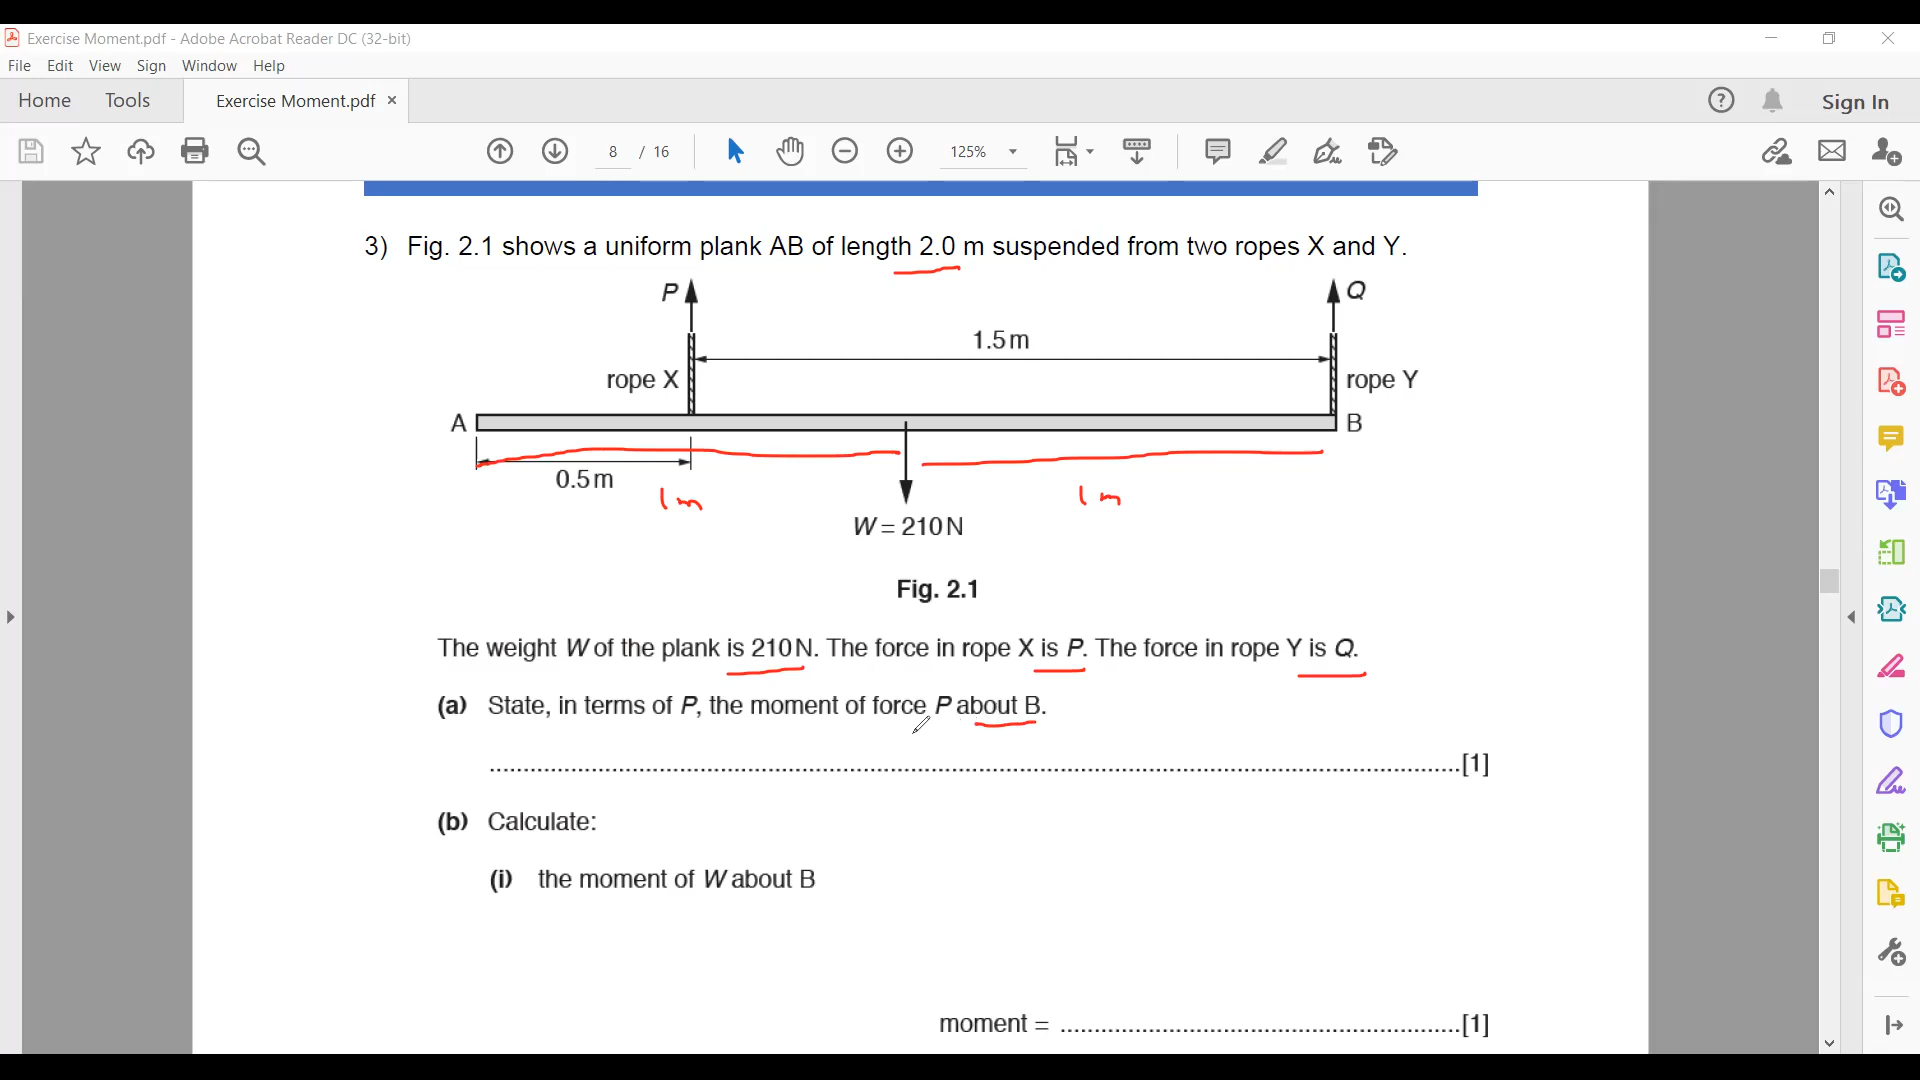 Exercise Moment.pdf - Adobe Acrobat Reader DC (32-bit)
File Edit View Sign Window Help
Home Tools Exercise Moment.pdf × Sign In
8 / 16 125%
3) Fig. 2.1 shows a uniform plank AB of length 2.0 m suspended from two ropes X and Y.
P Q
1.5 m
rope X rope Y
A B
0.5 m
1 m 1 m
W = 210 N
Fig. 2.1
The weight W of the plank is 210 N. The force in rope X is P. The force in rope Y is Q.
(a) State, in terms of P, the moment of force P about B.
..........................................................................................................................................[1]
(b) Calculate:
(i) the moment of W about B
moment = ...........................................................[1]